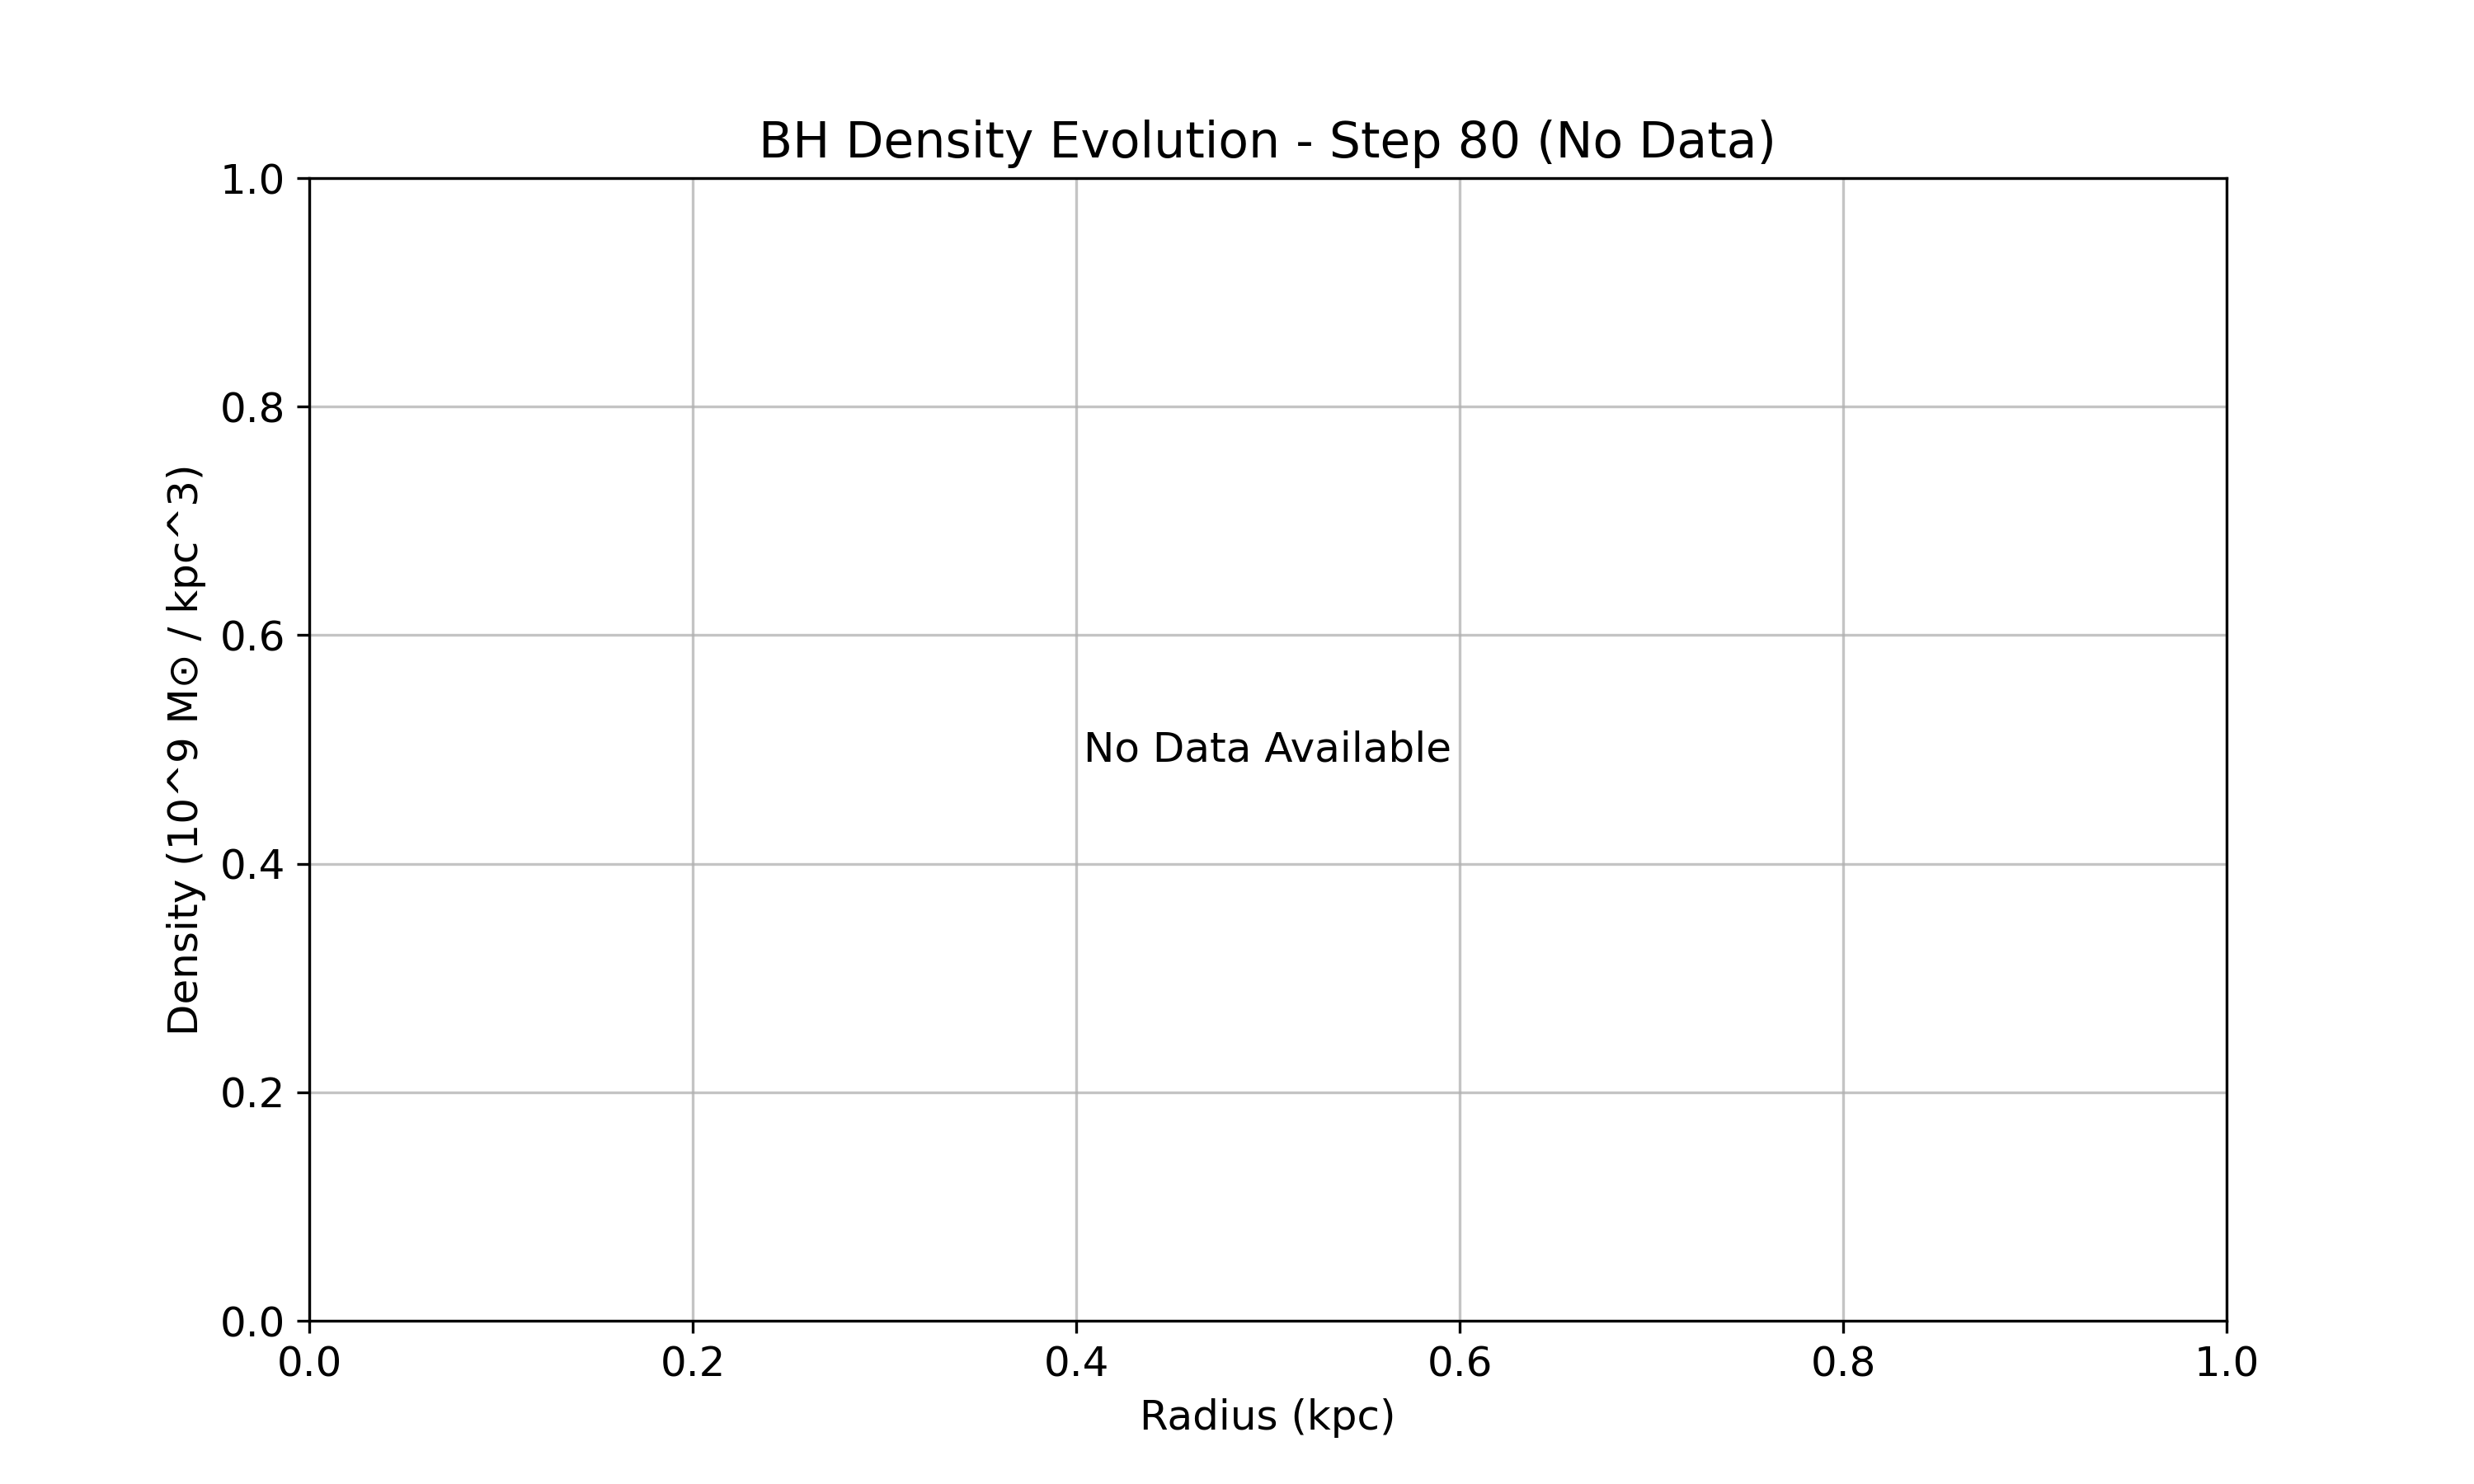 BH Density Evolution - Step 80 (No Data)
1.0
0.8
0.6
0.4
0.2
0.0
Density (10^9 M⊙ / kpc^3)
No Data Available
0.0 0.2 0.4 0.6 0.8 1.0
Radius (kpc)